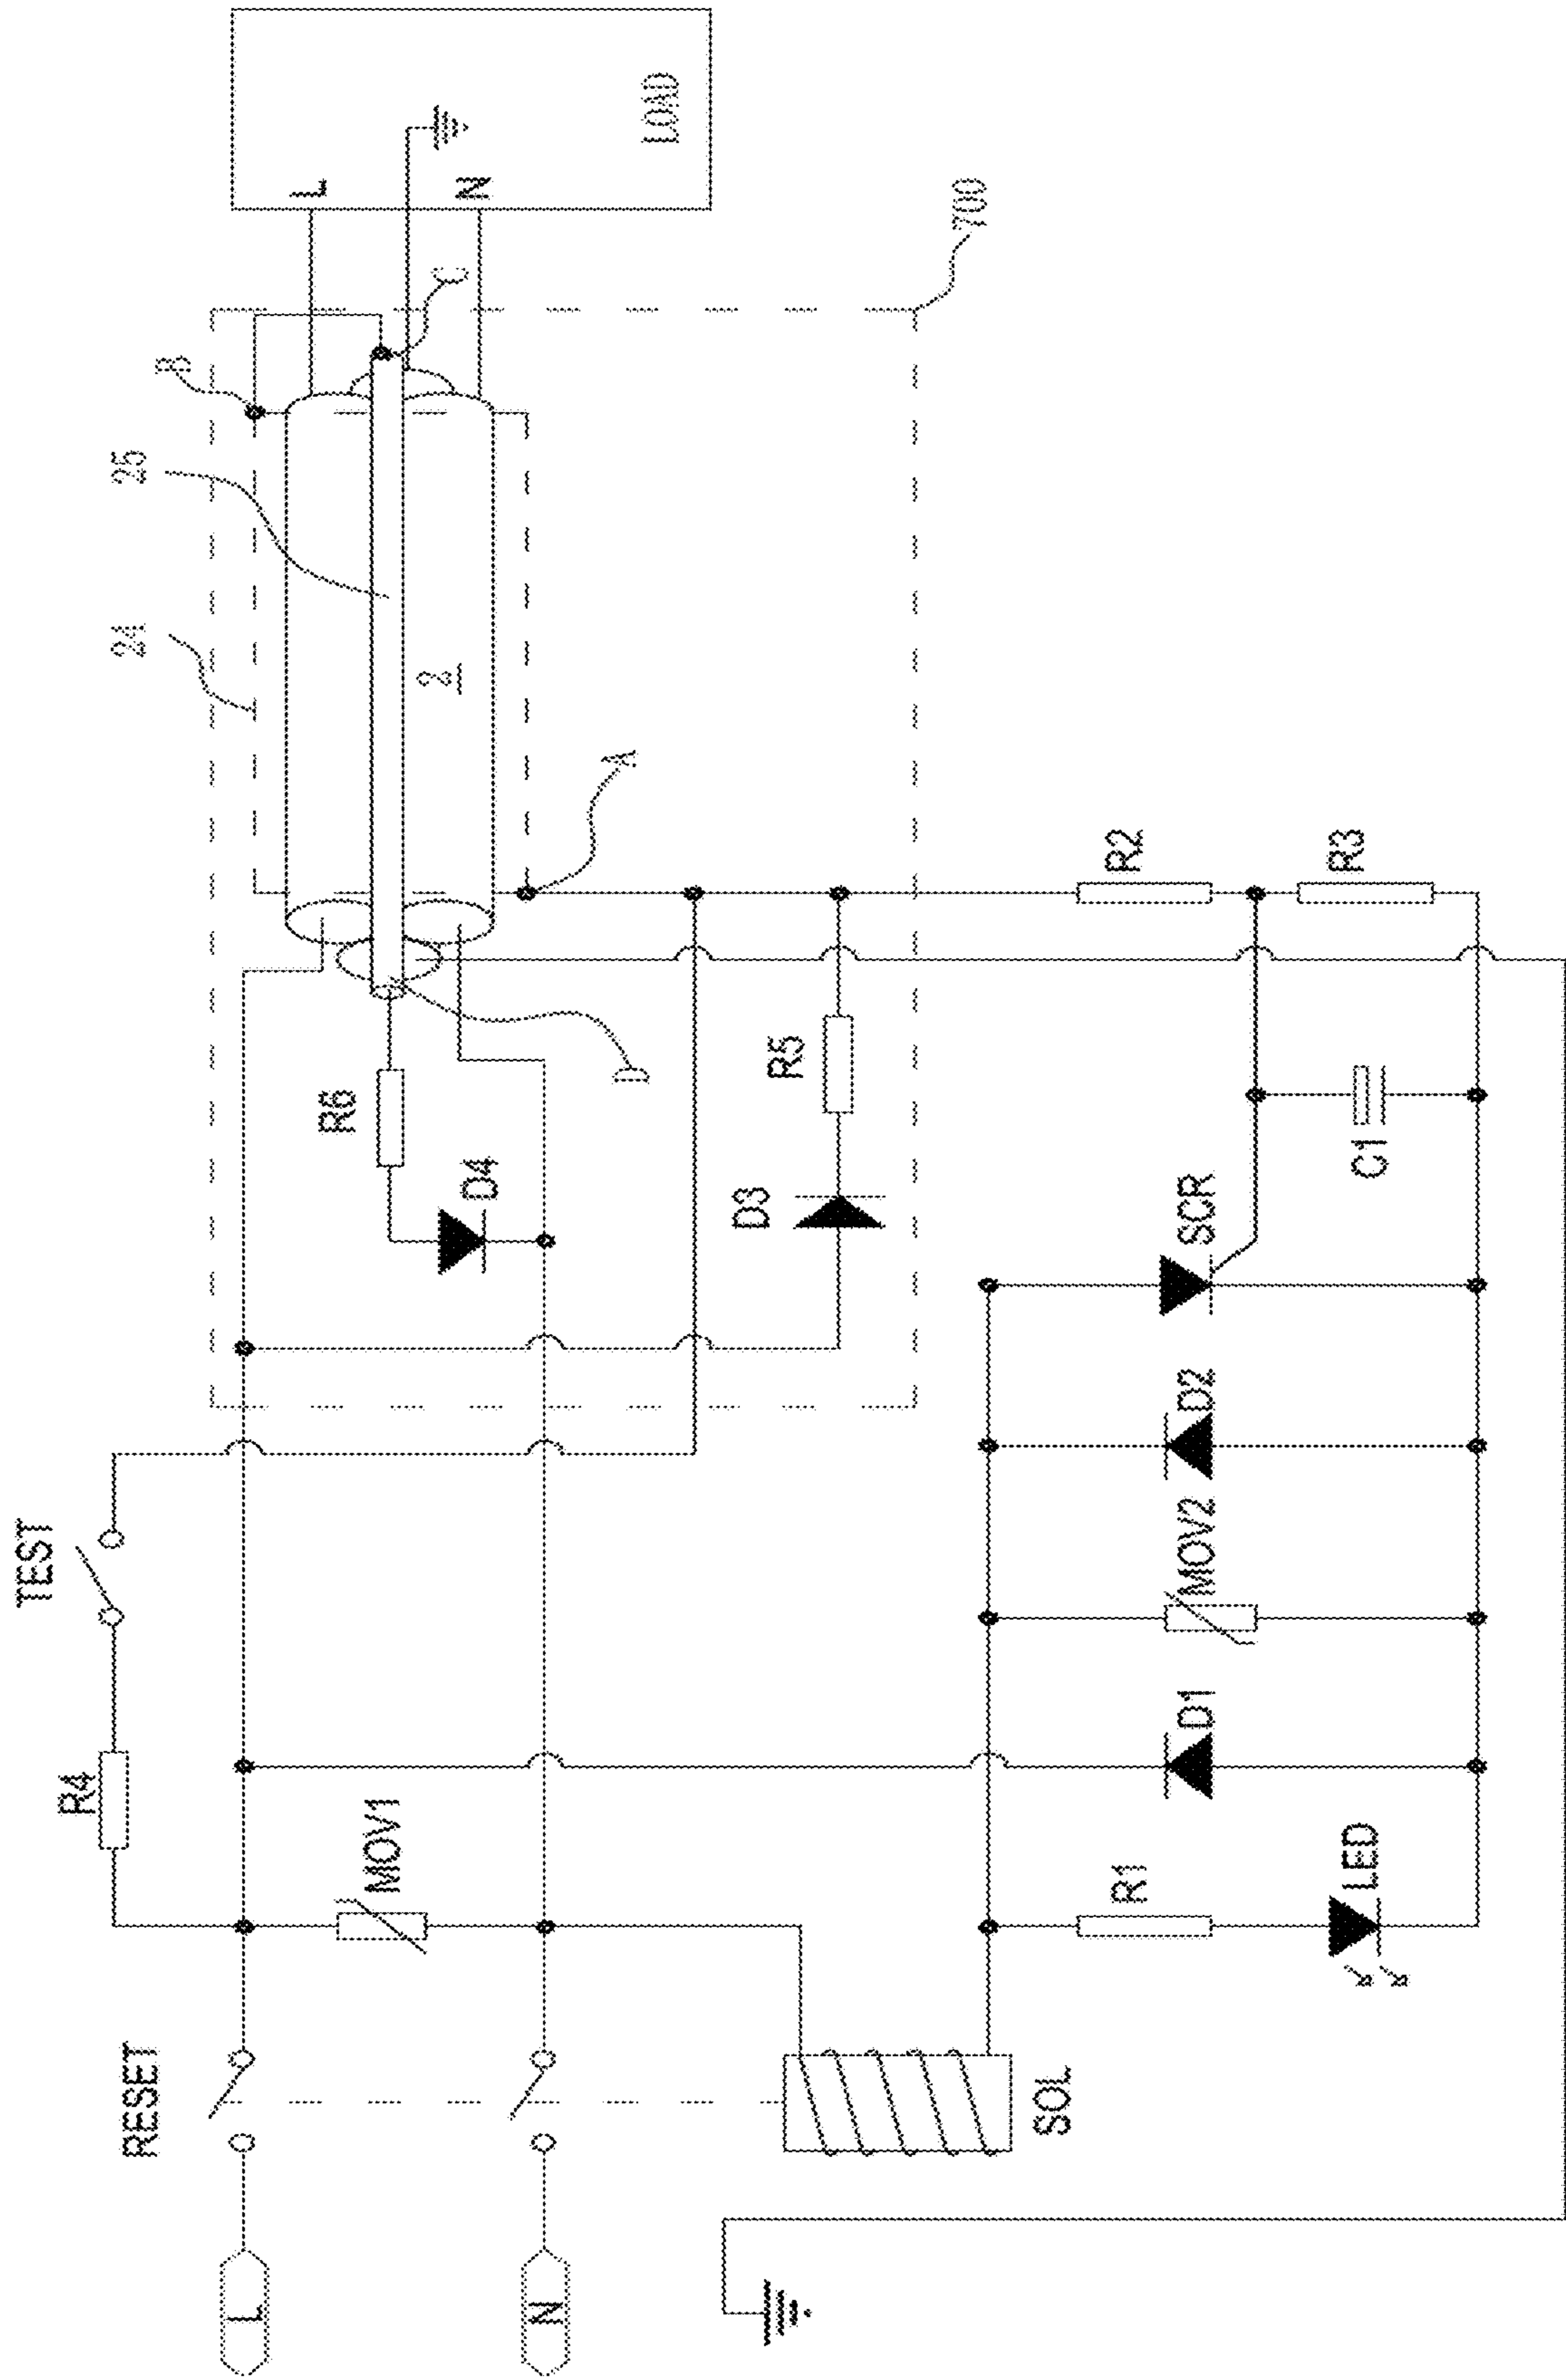 LOAD
L
N
700
C
B
25
24
2
A
R2
R3
R6
D
R5
D4
D3
C1
SCR
D2
TEST
MOV2
D1
R4
MOV1
R1
LED
RESET
SOL
L
N